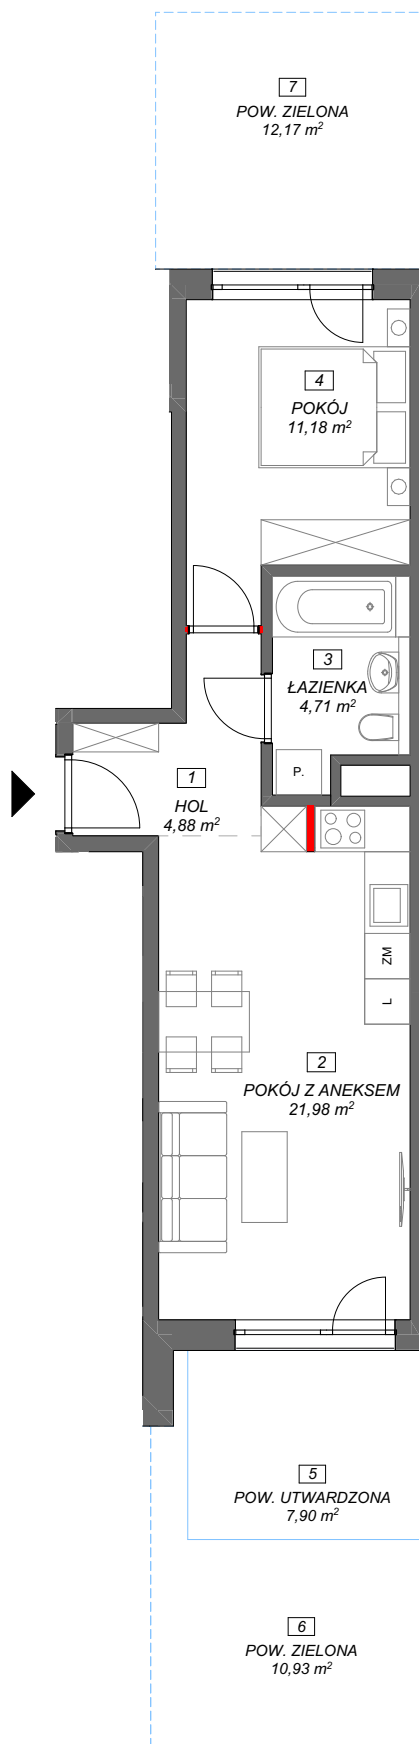 7
POW. ZIELONA
12,17 m²
4
POKÓJ
11,18 m²
3
ŁAZIENKA
4,71 m²
P.
1
HOL
4,88 m²
ZM
L
2
POKÓJ Z ANEKSEM
21,98 m²
5
POW. UTWARDZONA
7,90 m²
6
POW. ZIELONA
10,93 m²